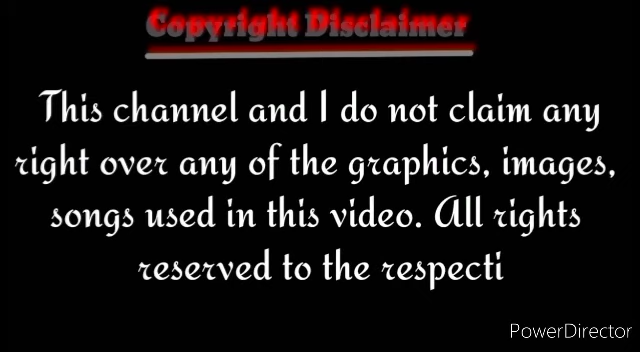 Copyright Disclaimer
This channel and I do not claim any
right over any of the graphics, images,
songs used in this video. All rights
reserved to the respecti
PowerDirector